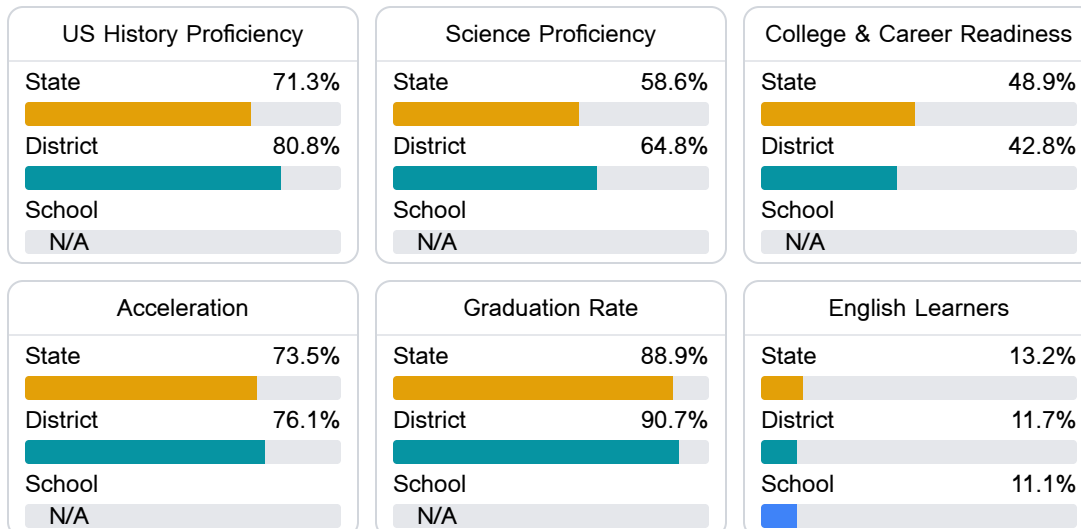 US History Proficiency
State 71.3%
District 80.8%
School
N/A
Science Proficiency
State 58.6%
District 64.8%
School
N/A
College & Career Readiness
State 48.9%
District 42.8%
School
N/A
Acceleration
State 73.5%
District 76.1%
School
N/A
Graduation Rate
State 88.9%
District 90.7%
School
N/A
English Learners
State 13.2%
District 11.7%
School 11.1%